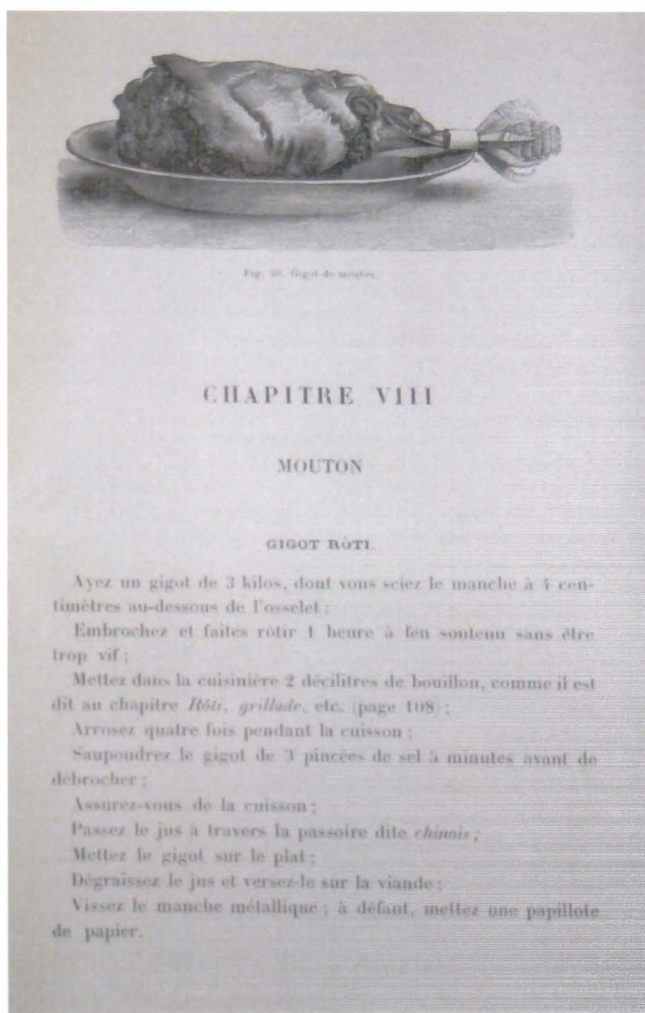 Fig. 58. Gigot de mouton.
CHAPITRE VIII
MOUTON
GIGOT RÔTI.
Ayez un gigot de 3 kilos, dont vous sciez le manche à 4 cen-
timètres au-dessous de l'osselet ;
Embrochez et faites rôtir 1 heure à feu soutenu sans être
trop vif ;
Mettez dans la cuisinière 2 décilitres de bouillon, comme il est
dit au chapitre Rôti, grillade, etc. (page 108) ;
Arrosez quatre fois pendant la cuisson ;
Saupoudrez le gigot de 3 pincées de sel 5 minutes avant de
débrocher ;
Assurez-vous de la cuisson ;
Passez le jus à travers la passoire dite chinois ;
Mettez le gigot sur le plat ;
Dégraissez le jus et versez-le sur la viande ;
Vissez le manche métallique ; à défaut, mettez une papillote
de papier.